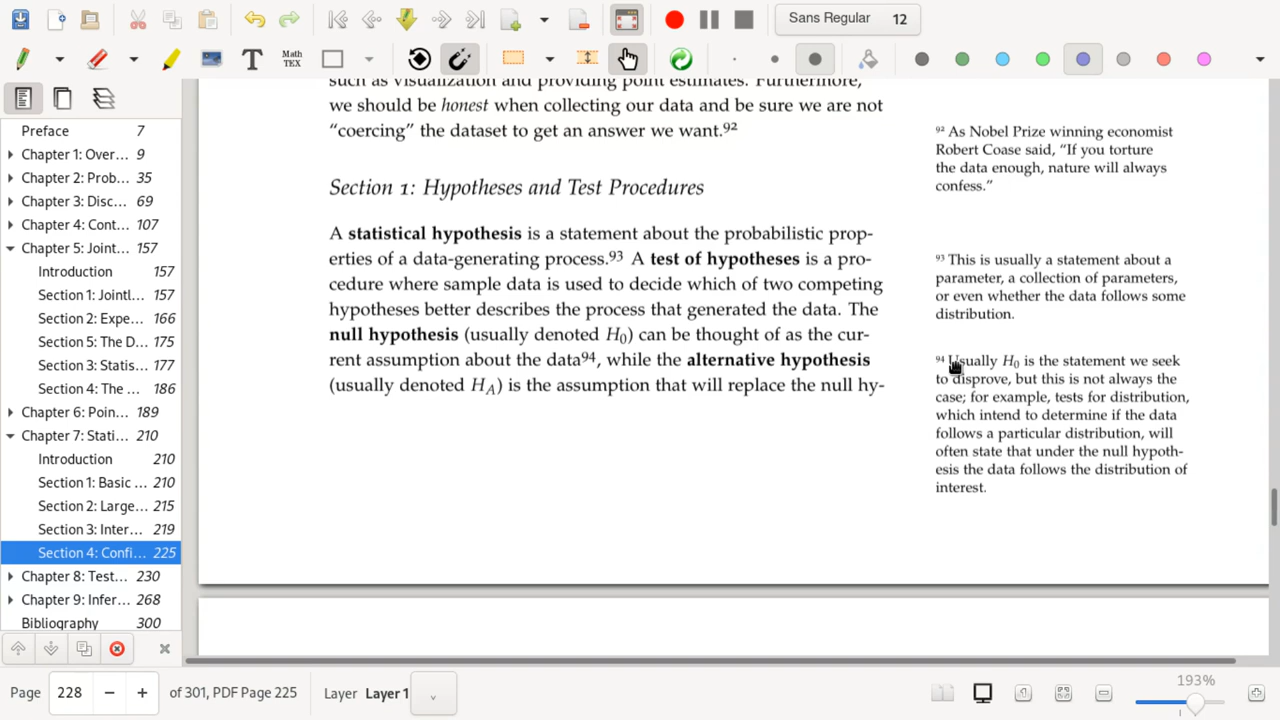 Sans Regular 12
Math
TEX
Preface 7
Chapter 1: Over... 9
Chapter 2: Prob... 35
Chapter 3: Disc... 69
Chapter 4: Cont... 107
Chapter 5: Joint... 157
Introduction 157
Section 1: Jointl... 157
Section 2: Expe... 166
Section 5: The D... 175
Section 3: Statis... 177
Section 4: The ... 186
Chapter 6: Poin... 189
Chapter 7: Stati... 210
Introduction 210
Section 1: Basic ... 210
Section 2: Large... 215
Section 3: Inter... 219
Section 4: Confi... 225
Chapter 8: Test... 230
Chapter 9: Infer... 268
Bibliography 300
such as visualization and providing point estimates. Furthermore,
we should be honest when collecting our data and be sure we are not
“coercing” the dataset to get an answer we want.⁹²
Section 1: Hypotheses and Test Procedures
A statistical hypothesis is a statement about the probabilistic prop-
erties of a data-generating process.⁹³ A test of hypotheses is a pro-
cedure where sample data is used to decide which of two competing
hypotheses better describes the process that generated the data. The
null hypothesis (usually denoted H₀) can be thought of as the cur-
rent assumption about the data⁹⁴, while the alternative hypothesis
(usually denoted H_A) is the assumption that will replace the null hy-
⁹² As Nobel Prize winning economist
Robert Coase said, “If you torture
the data enough, nature will always
confess.”
⁹³ This is usually a statement about a
parameter, a collection of parameters,
or even whether the data follows some
distribution.
⁹⁴ Usually H₀ is the statement we seek
to disprove, but this is not always the
case; for example, tests for distribution,
which intend to determine if the data
follows a particular distribution, will
often state that under the null hypoth-
esis the data follows the distribution of
interest.
Page 228 of 301, PDF Page 225 Layer Layer 1 193%